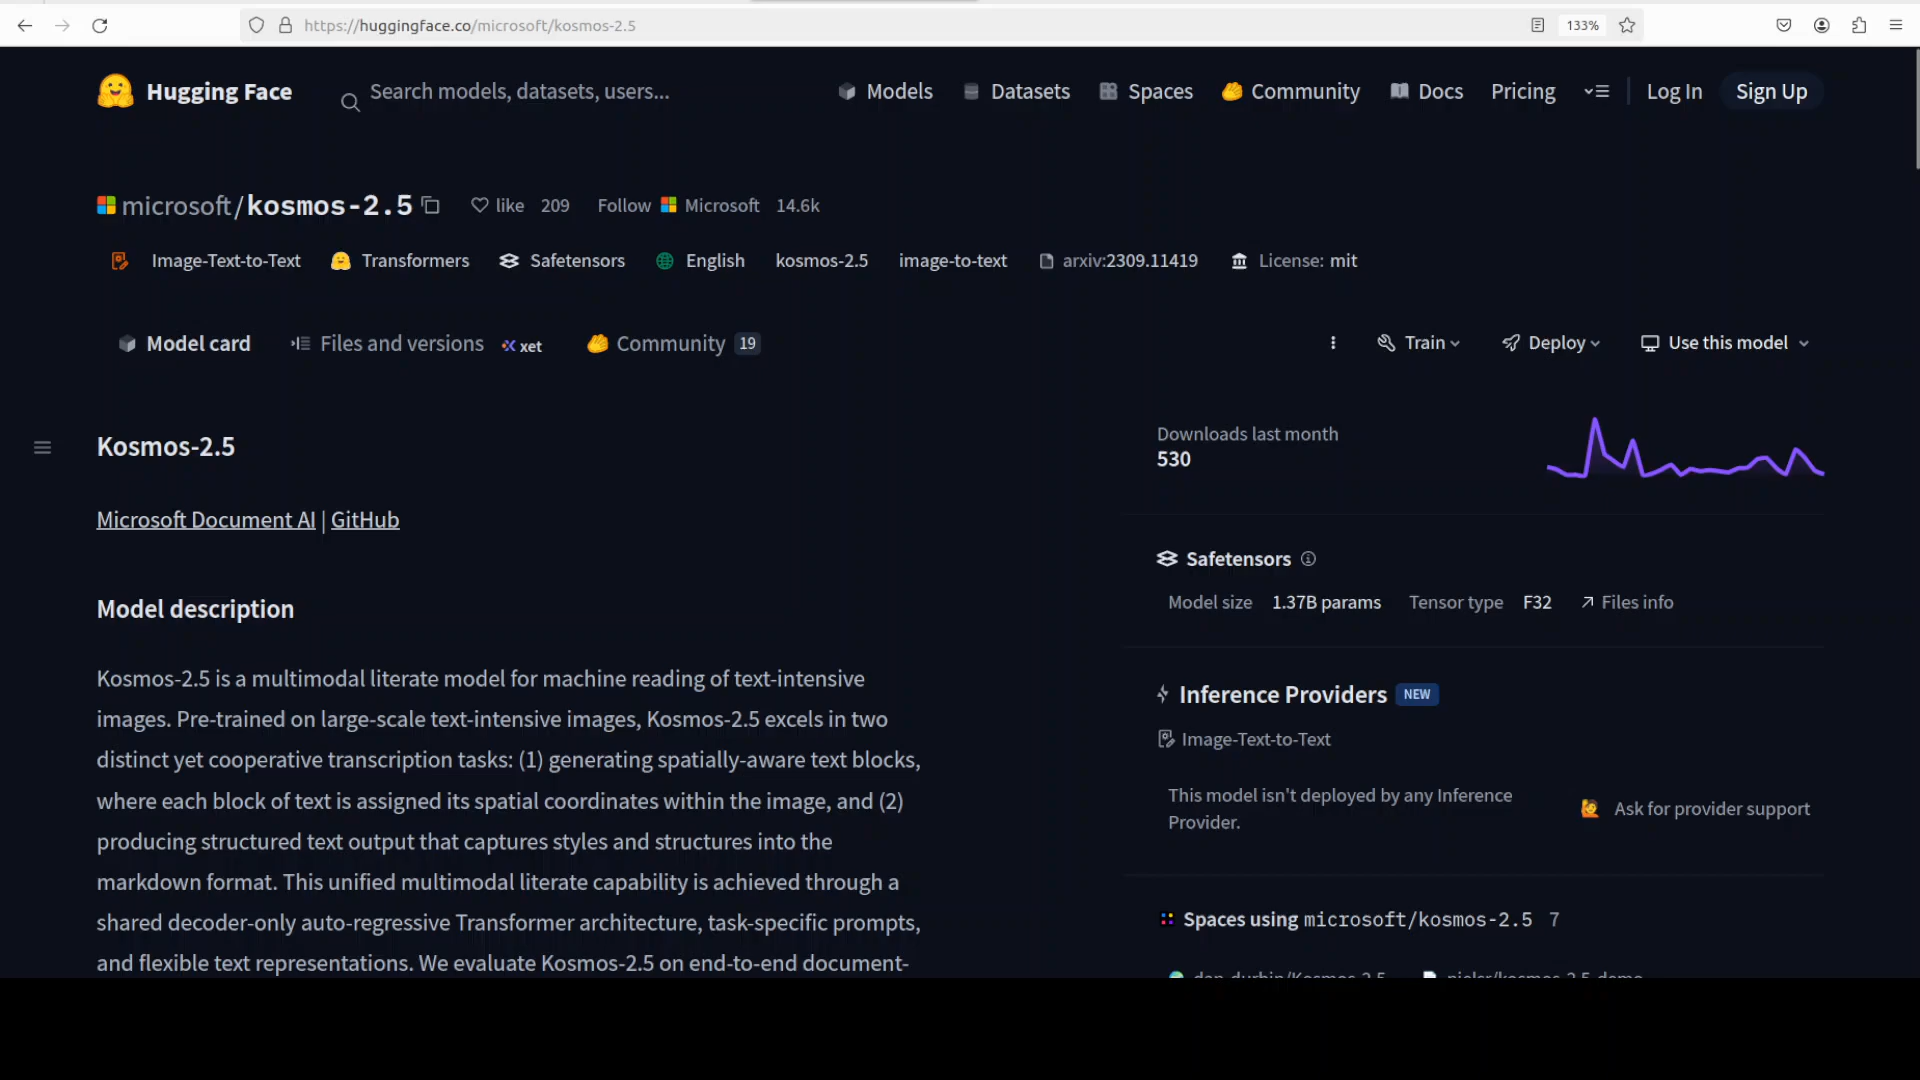 https://huggingface.co/microsoft/kosmos-2.5
133%
Hugging Face
Search models, datasets, users...
Models
Datasets
Spaces
Community
Docs
Pricing
Log In
Sign Up
microsoft/kosmos-2.5
like 209
Follow Microsoft 14.6k
Image-Text-to-Text
Transformers
Safetensors
English
kosmos-2.5
image-to-text
arxiv:2309.11419
License: mit
Model card
Files and versions
xet
Community 19
Train
Deploy
Use this model
Kosmos-2.5
Microsoft Document AI | GitHub
Model description
Kosmos-2.5 is a multimodal literate model for machine reading of text-intensive
images. Pre-trained on large-scale text-intensive images, Kosmos-2.5 excels in two
distinct yet cooperative transcription tasks: (1) generating spatially-aware text blocks,
where each block of text is assigned its spatial coordinates within the image, and (2)
producing structured text output that captures styles and structures into the
markdown format. This unified multimodal literate capability is achieved through a
shared decoder-only auto-regressive Transformer architecture, task-specific prompts,
and flexible text representations. We evaluate Kosmos-2.5 on end-to-end document-
Downloads last month
530
Safetensors
Model size 1.37B params Tensor type F32 Files info
Inference Providers NEW
Image-Text-to-Text
This model isn't deployed by any Inference
Provider.
Ask for provider support
Spaces using microsoft/kosmos-2.5 7